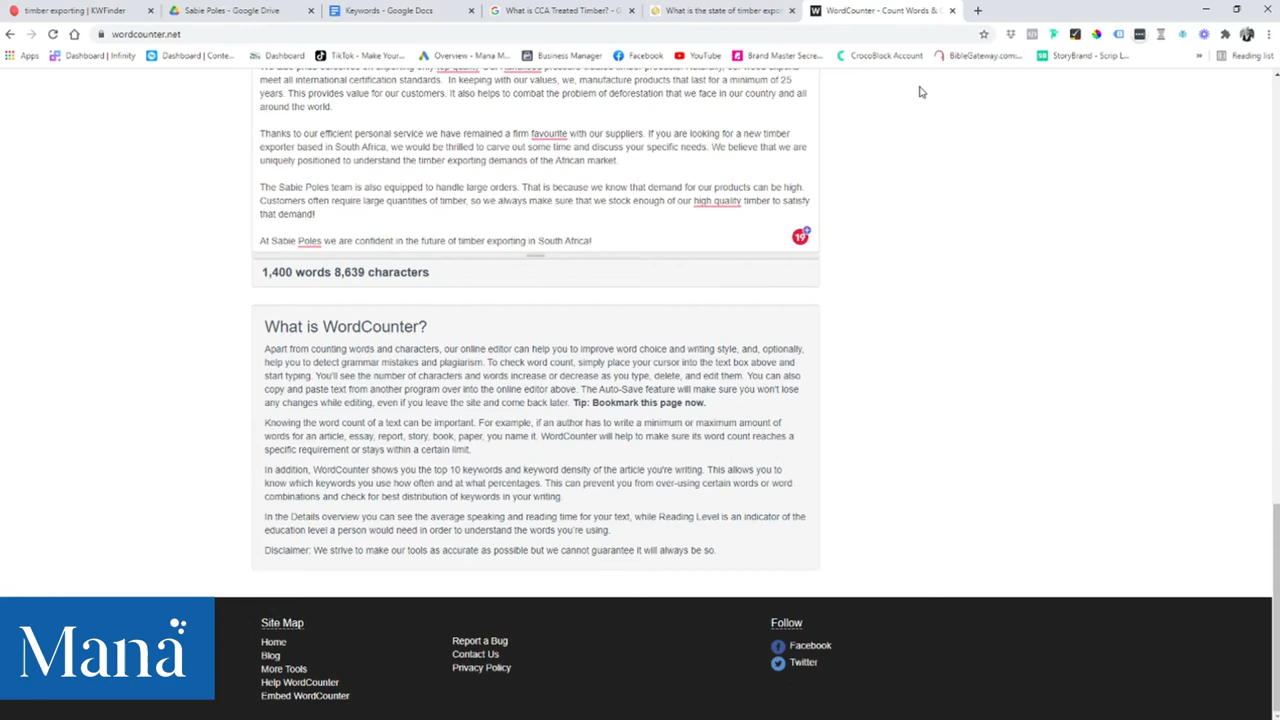 timber exporting | KWFinder
Sabie Poles - Google Drive
Keywords - Google Docs
What is CCA Treated Timber? -
What is the state of timber expor
WordCounter - Count Words & C
wordcounter.net
Apps
Dashboard | Infinity
Dashboard | Conte...
Dashboard
TikTok - Make Your...
Overview - Mana M...
Business Manager
Facebook
YouTube
Brand Master Secre...
CrocoBlock Account
BibleGateway.com:...
StoryBrand - Scrip L...
»
Reading list
meet all international certification standards. In keeping with our values, we, manufacture products that last for a minimum of 25
years. This provides value for our customers. It also helps to combat the problem of deforestation that we face in our country and all
around the world.
Thanks to our efficient personal service we have remained a firm favourite with our suppliers. If you are looking for a new timber
exporter based in South Africa, we would be thrilled to carve out some time and discuss your specific needs. We believe that we are
uniquely positioned to understand the timber exporting demands of the African market.
The Sabie Poles team is also equipped to handle large orders. That is because we know that demand for our products can be high.
Customers often require large quantities of timber, so we always make sure that we stock enough of our high quality timber to satisfy
that demand!
At Sabie Poles we are confident in the future of timber exporting in South Africa!
19
1,400 words 8,639 characters
What is WordCounter?
Apart from counting words and characters, our online editor can help you to improve word choice and writing style, and, optionally,
help you to detect grammar mistakes and plagiarism. To check word count, simply place your cursor into the text box above and
start typing. You'll see the number of characters and words increase or decrease as you type, delete, and edit them. You can also
copy and paste text from another program over into the online editor above. The Auto-Save feature will make sure you won't lose
any changes while editing, even if you leave the site and come back later. Tip: Bookmark this page now.
Knowing the word count of a text can be important. For example, if an author has to write a minimum or maximum amount of
words for an article, essay, report, story, book, paper, you name it. WordCounter will help to make sure its word count reaches a
specific requirement or stays within a certain limit.
In addition, WordCounter shows you the top 10 keywords and keyword density of the article you're writing. This allows you to
know which keywords you use how often and at what percentages. This can prevent you from over-using certain words or word
combinations and check for best distribution of keywords in your writing.
In the Details overview you can see the average speaking and reading time for your text, while Reading Level is an indicator of the
education level a person would need in order to understand the words you're using.
Disclaimer: We strive to make our tools as accurate as possible but we cannot guarantee it will always be so.
Mana
Site Map
Home
Blog
More Tools
Help WordCounter
Embed WordCounter
Report a Bug
Contact Us
Privacy Policy
Follow
Facebook
Twitter